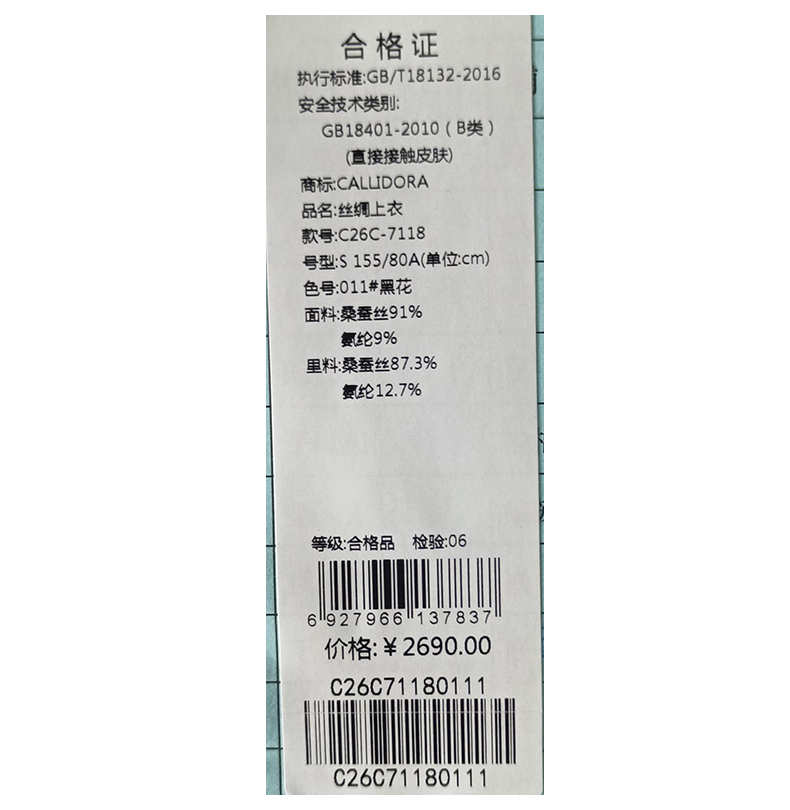 合格证
执行标准:GB/T18132-2016
安全技术类别:
GB18401-2010（B类）
(直接接触皮肤)
商标:CALLIDORA
品名:丝绸上衣
款号:C26C-7118
号型:S 155/80A(单位:cm)
色号:011#黑花
面料:桑蚕丝91%
氨纶9%
里料:桑蚕丝87.3%
氨纶12.7%
等级:合格品 检验:06
6 927966 137837
价格:￥2690.00
C26C71180111
C26C71180111